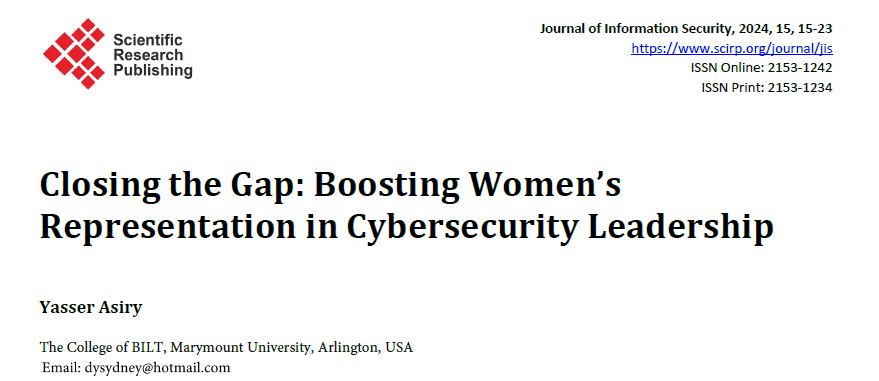 Scientific
Research
Publishing
Journal of Information Security, 2024, 15, 15-23
https://www.scirp.org/journal/jis
ISSN Online: 2153-1242
ISSN Print: 2153-1234
Closing the Gap: Boosting Women’s
Representation in Cybersecurity Leadership
Yasser Asiry
The College of BILT, Marymount University, Arlington, USA
Email: dysydney@hotmail.com